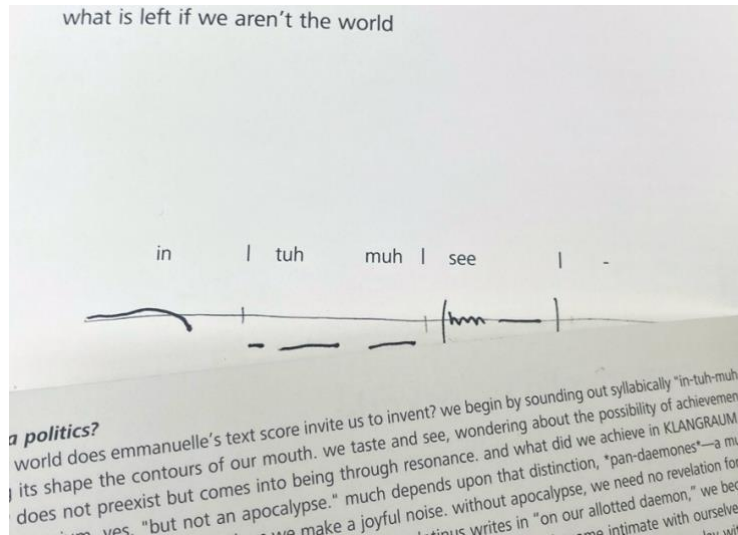 what is left if we aren't the world
in | tuh muh | see | -
a politics?
world does emmanuelle's text score invite us to invent? we begin by sounding out syllabically "in-tuh-muh
its shape the contours of our mouth. we taste and see, wondering about the possibility of achievemen
does not preexist but comes into being through resonance. and what did we achieve in KLANGRAUM
yes, "but not an apocalypse." much depends upon that distinction, *pan-daemones*—a mu
we make a joyful noise. without apocalypse, we need no revelation for
writes in "on our allotted daemon," we bec
intimate with ourselve